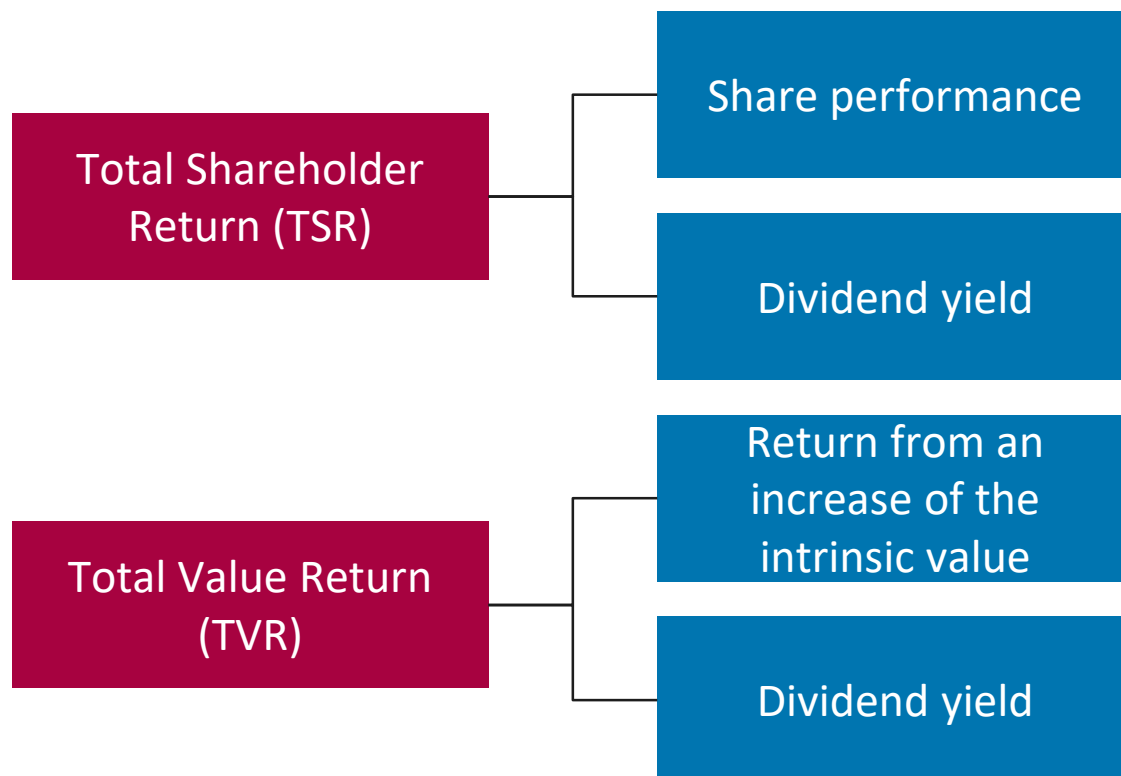 Total Shareholder
Return (TSR)
Share performance
Dividend yield
Total Value Return
(TVR)
Return from an
increase of the
intrinsic value
Dividend yield